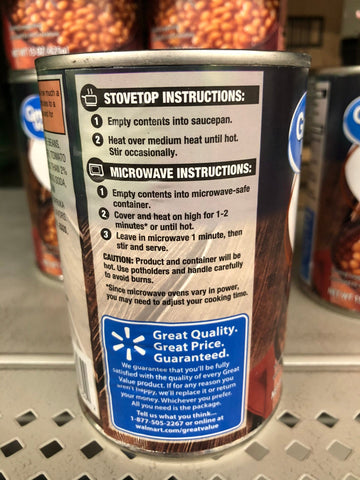 STOVETOP INSTRUCTIONS:
1 Empty contents into saucepan.
2 Heat over medium heat until hot.
Stir occasionally.
MICROWAVE INSTRUCTIONS:
1 Empty contents into microwave-safe
container.
2 Cover and heat on high for 1-2
minutes* or until hot.
3 Leave in microwave 1 minute, then
stir and serve.
CAUTION: Product and container will be
hot. Use potholders and handle carefully
to avoid burns.
*Since microwave ovens vary in power,
you may need to adjust your cooking time.
Great Quality.
Great Price.
Guaranteed.
We guarantee that you'll be fully
satisfied with the quality of every Great
Value product. If for any reason you
aren't happy, we'll replace it or return
your money. Whichever you prefer.
All you need is the package.
Tell us what you think...
1-877-505-2267 or online at
walmart.com/greatvalue